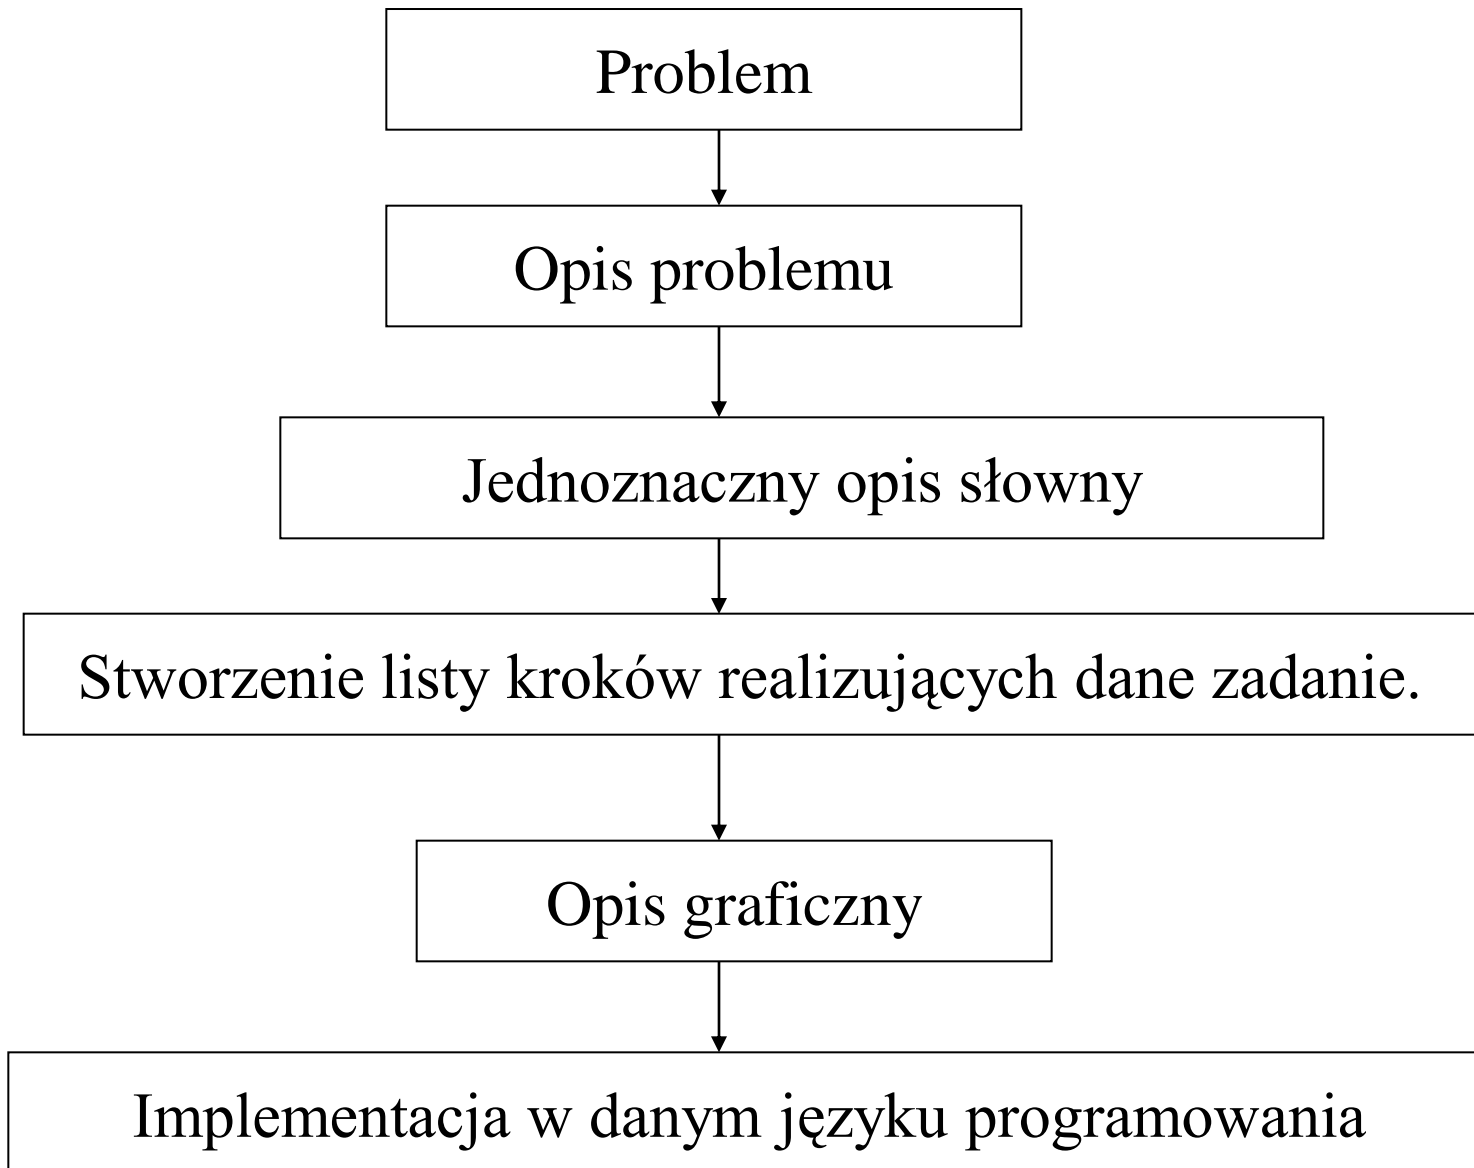 Problem
Opis problemu
Jednoznaczny opis słowny
Stworzenie listy kroków realizujących dane zadanie.
Opis graficzny
Implementacja w danym języku programowania